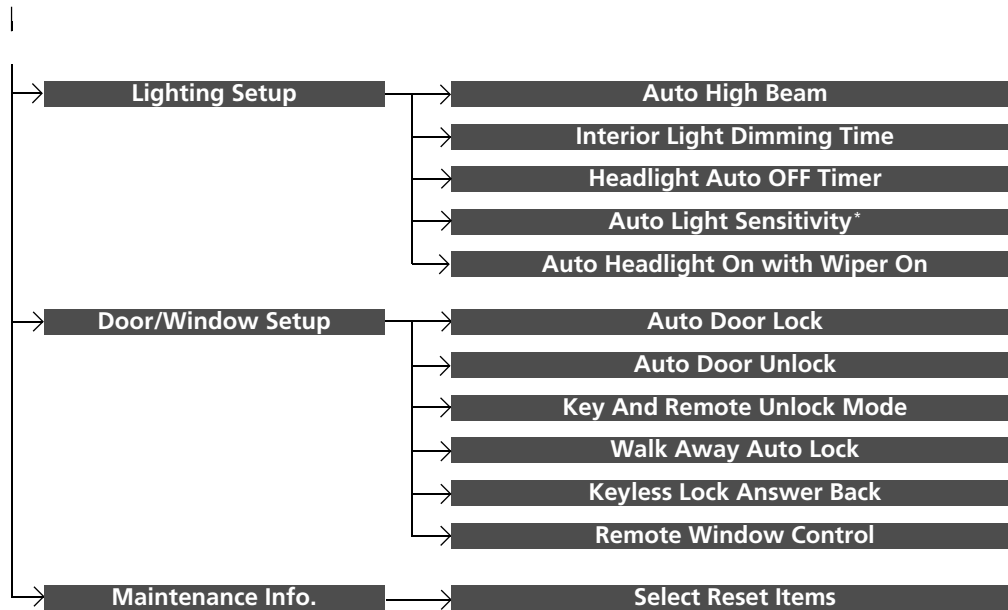 Lighting Setup
Auto High Beam
Interior Light Dimming Time
Headlight Auto OFF Timer
Auto Light Sensitivity*
Auto Headlight On with Wiper On
Door/Window Setup
Auto Door Lock
Auto Door Unlock
Key And Remote Unlock Mode
Walk Away Auto Lock
Keyless Lock Answer Back
Remote Window Control
Maintenance Info.
Select Reset Items